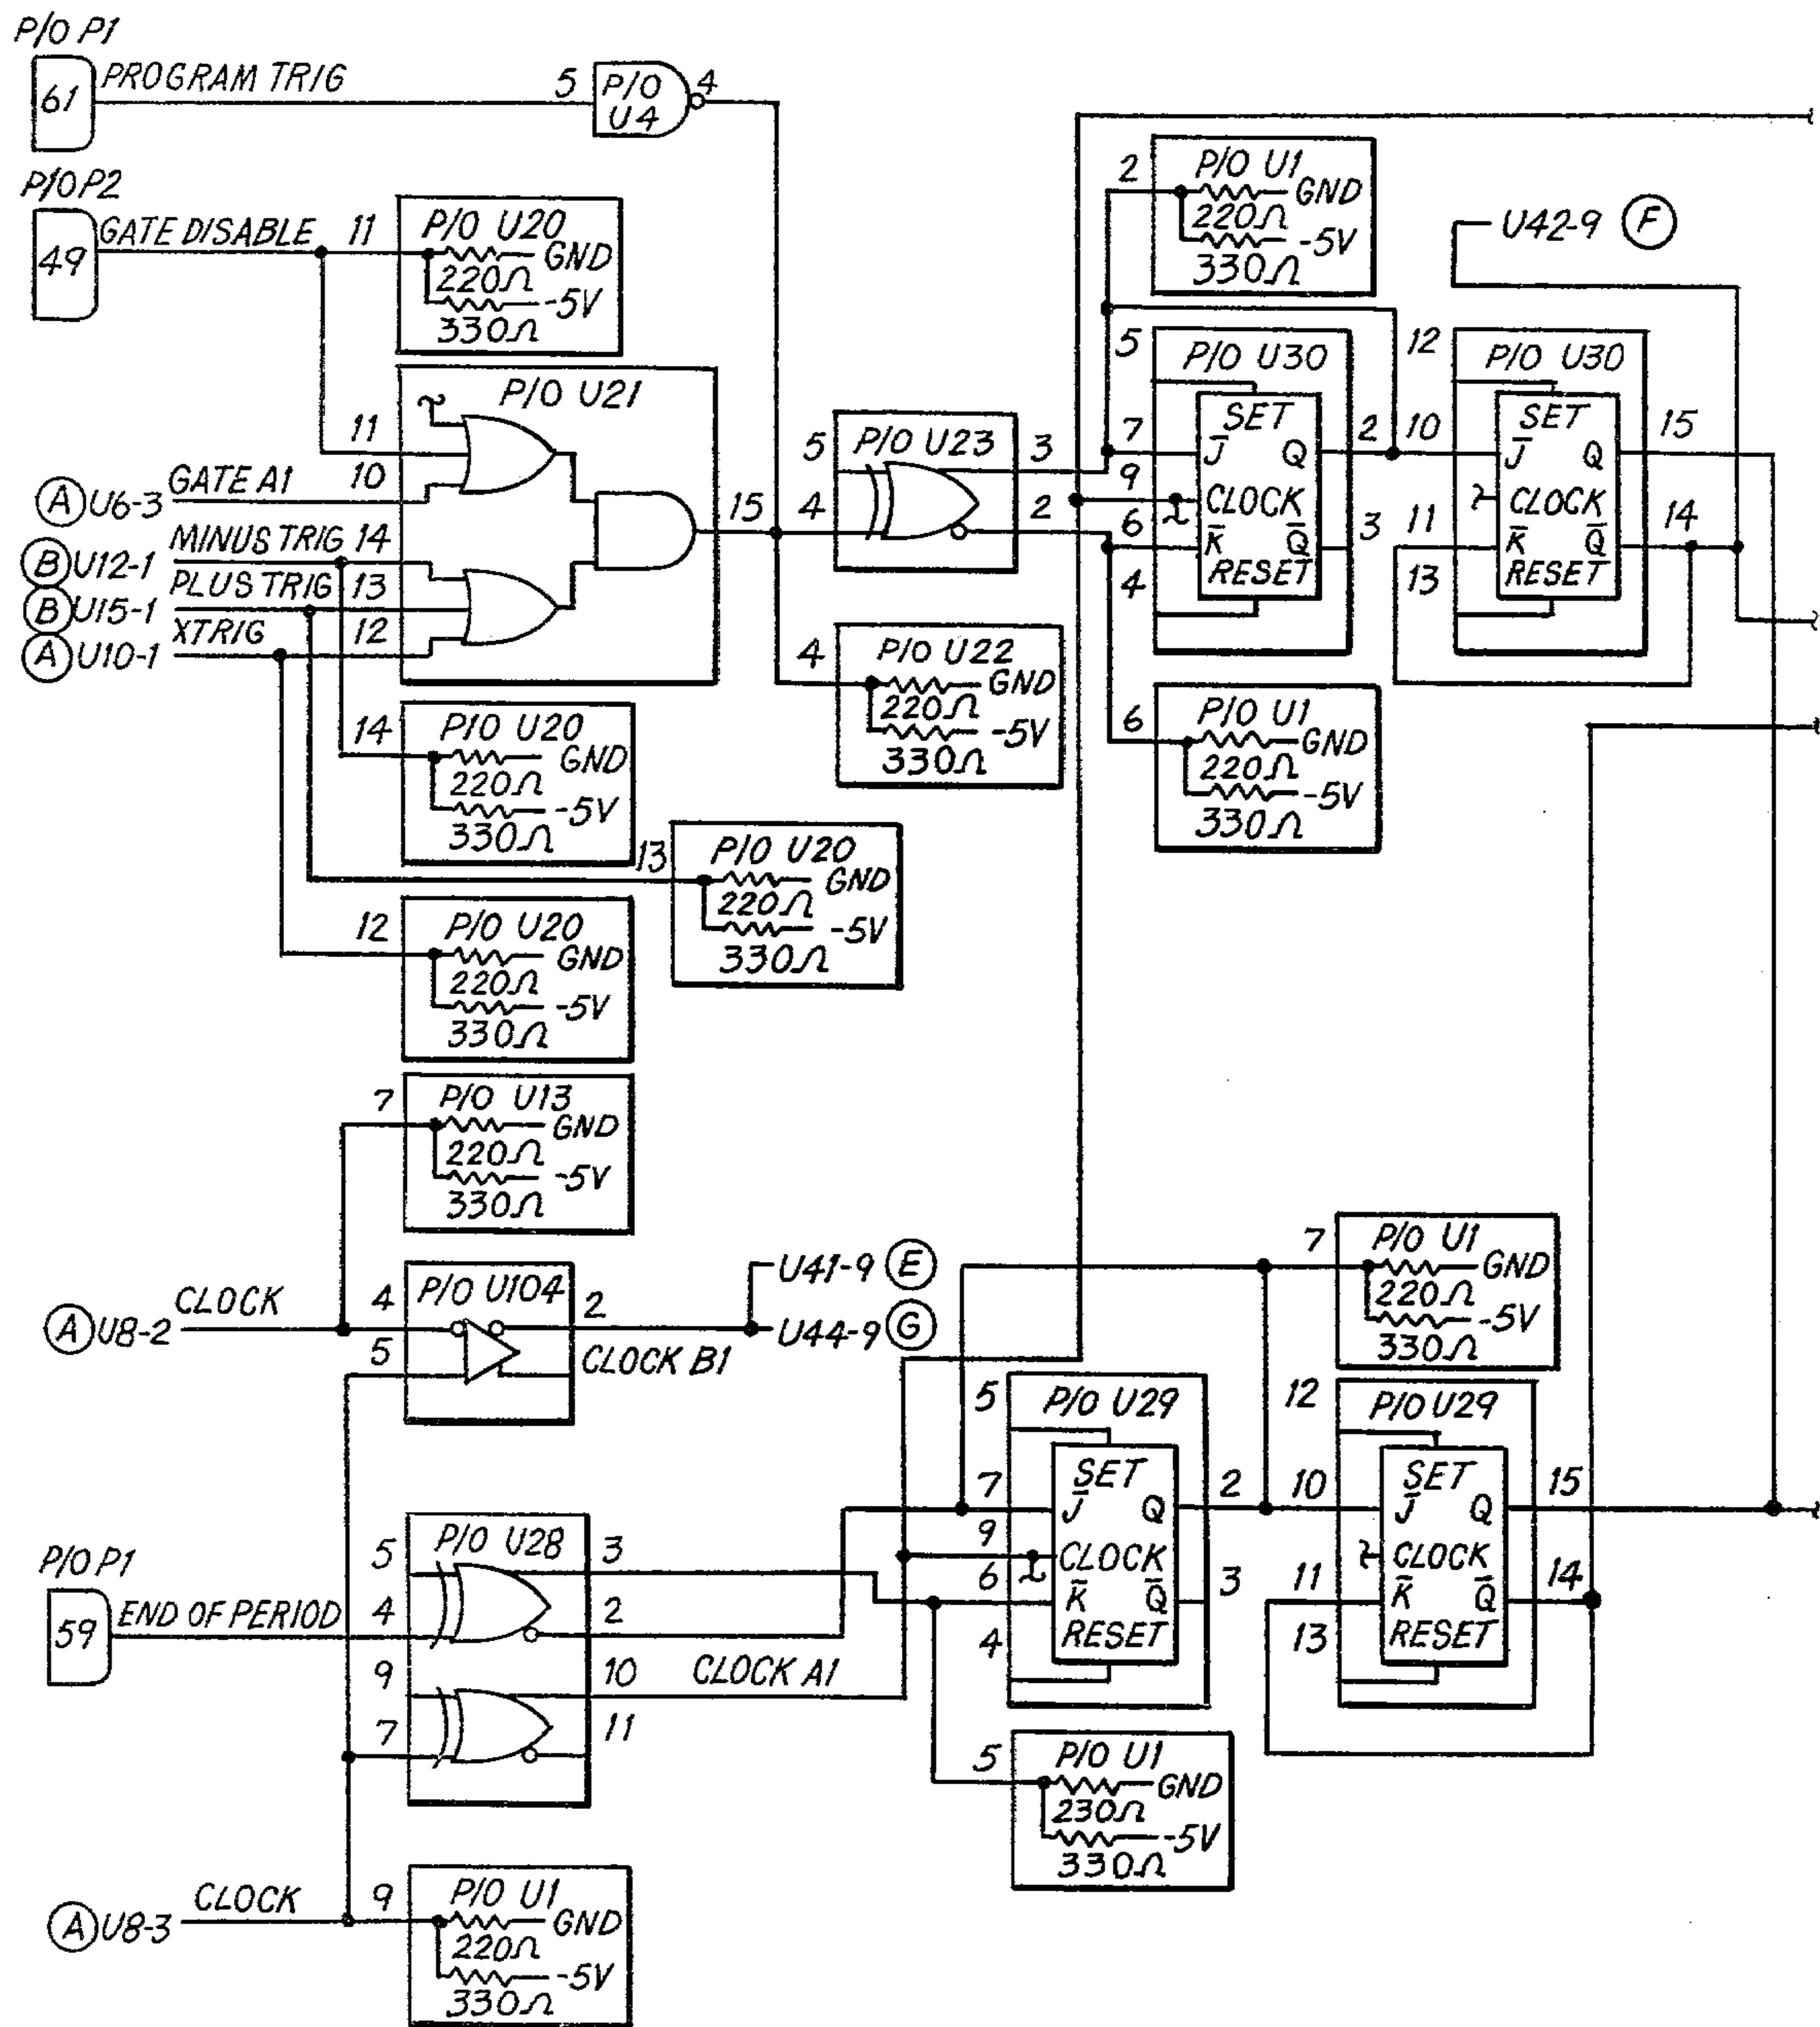 P/O P1
61
PROGRAM TRIG
5
P/O
U4
4
P/O P2
49
GATE DISABLE
11
P/O U20
GND
220Ω
-5V
330Ω
2
P/O U1
GND
220Ω
-5V
330Ω
U42-9 F
P/O U21
11
10
A U6-3 GATE A1
B U12-1 MINUS TRIG 14
B U15-1 PLUS TRIG 13
A U10-1 XTRIG 12
15
5
P/O U23
3
4
2
5
P/O U30
7
SET
J̅ Q
2
9
CLOCK
6
K̅ Q̅
3
RESET
4
12
P/O U30
10
SET
J̅ Q
15
CLOCK
11
K̅ Q̅
14
RESET
13
4
P/O U22
GND
220Ω
-5V
330Ω
6
P/O U1
GND
220Ω
-5V
330Ω
14
P/O U20
GND
220Ω
-5V
330Ω
13
P/O U20
GND
220Ω
-5V
330Ω
12
P/O U20
GND
220Ω
-5V
330Ω
7
P/O U13
GND
220Ω
-5V
330Ω
A U8-2 CLOCK
4
P/O U104
2
5
CLOCK B1
U41-9 E
U44-9 G
7
P/O U1
GND
220Ω
-5V
330Ω
5
P/O U29
7
SET
J̅ Q
2
9
CLOCK
6
K̅ Q̅
3
RESET
4
12
P/O U29
10
SET
J̅ Q
15
CLOCK
11
K̅ Q̅
14
RESET
13
P/O P1
59
END OF PERIOD
5
P/O U28
3
4
2
9
10
CLOCK A1
7
11
5
P/O U1
GND
230Ω
-5V
330Ω
A U8-3 CLOCK
9
P/O U1
GND
220Ω
-5V
330Ω